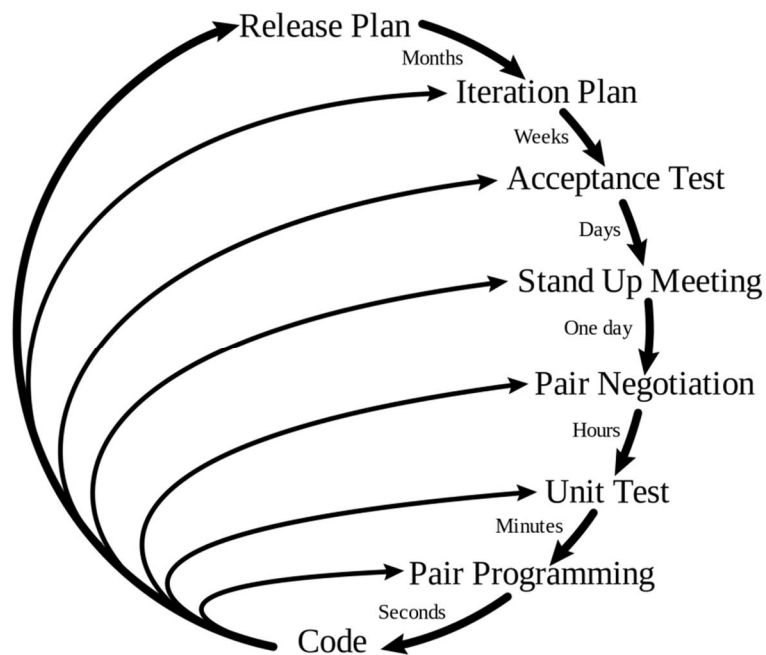 Release Plan
Months
Iteration Plan
Weeks
Acceptance Test
Days
Stand Up Meeting
One day
Pair Negotiation
Hours
Unit Test
Minutes
Pair Programming
Seconds
Code